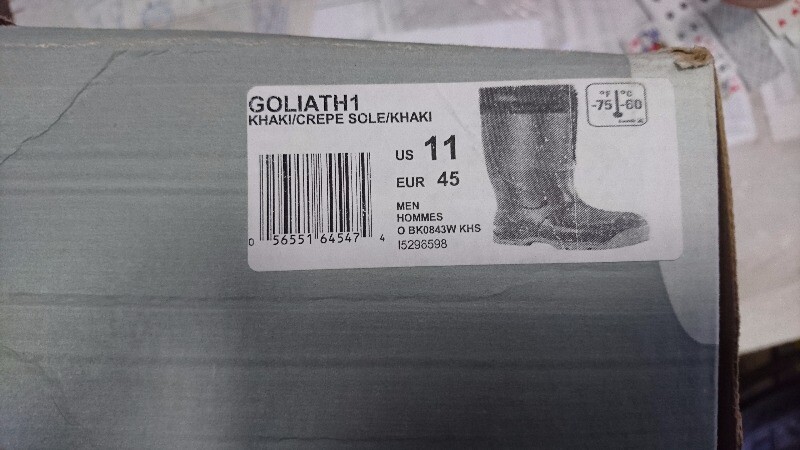 GOLIATH1
KHAKI/CREPE SOLE/KHAKI
°F °C
-75 -60
US 11
EUR 45
MEN
HOMMES
O BK0843W KHS
I5296598
0 56551 64547 4